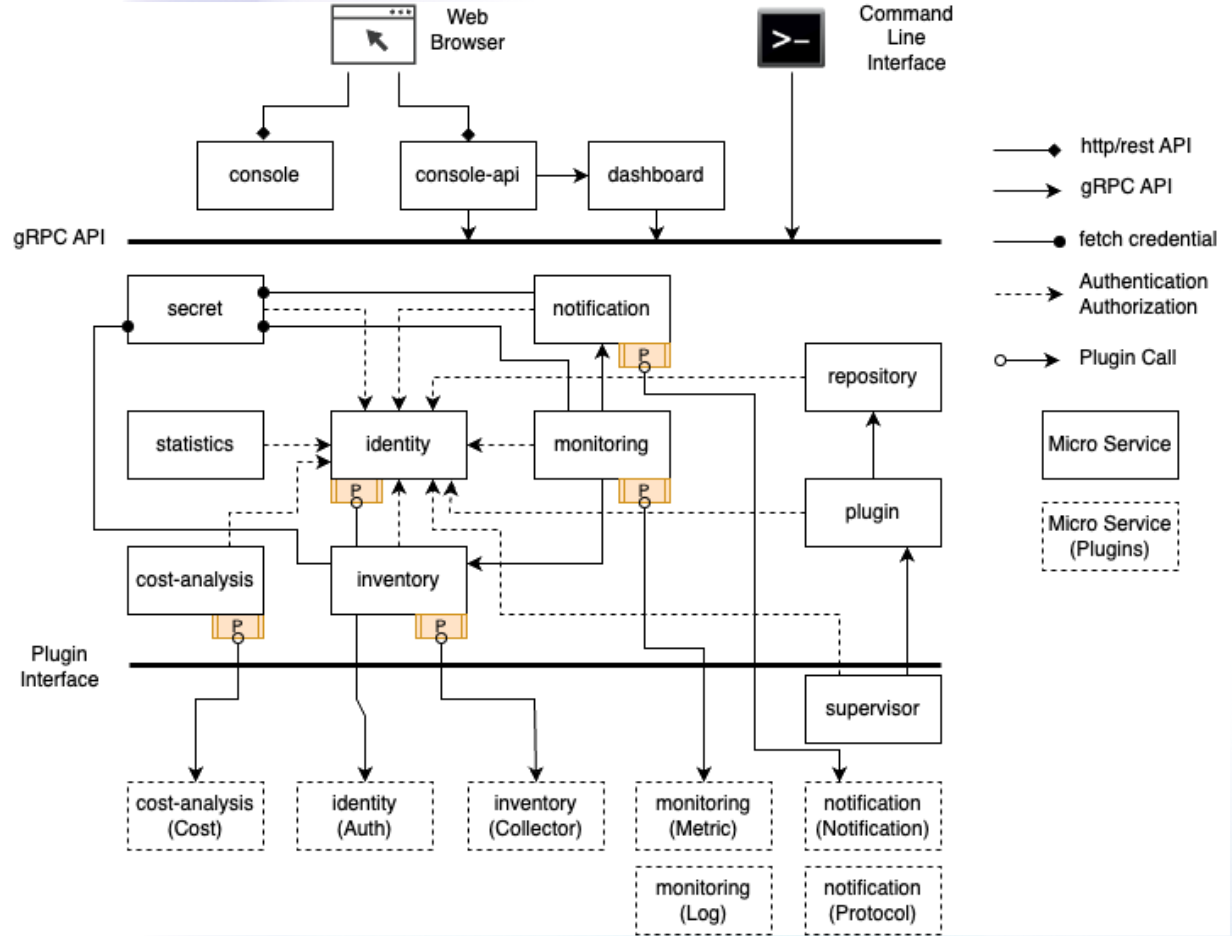 Web
Browser
Command
Line
Interface
>–
console
console-api
dashboard
http/rest API
gRPC API
gRPC API
fetch credential
Authentication
Authorization
Plugin Call
secret
notification
P
repository
statistics
identity
monitoring
P
P
plugin
Micro Service
Micro Service
(Plugins)
cost-analysis
inventory
P
P
Plugin
Interface
supervisor
cost-analysis
(Cost)
identity
(Auth)
inventory
(Collector)
monitoring
(Metric)
notification
(Notification)
monitoring
(Log)
notification
(Protocol)